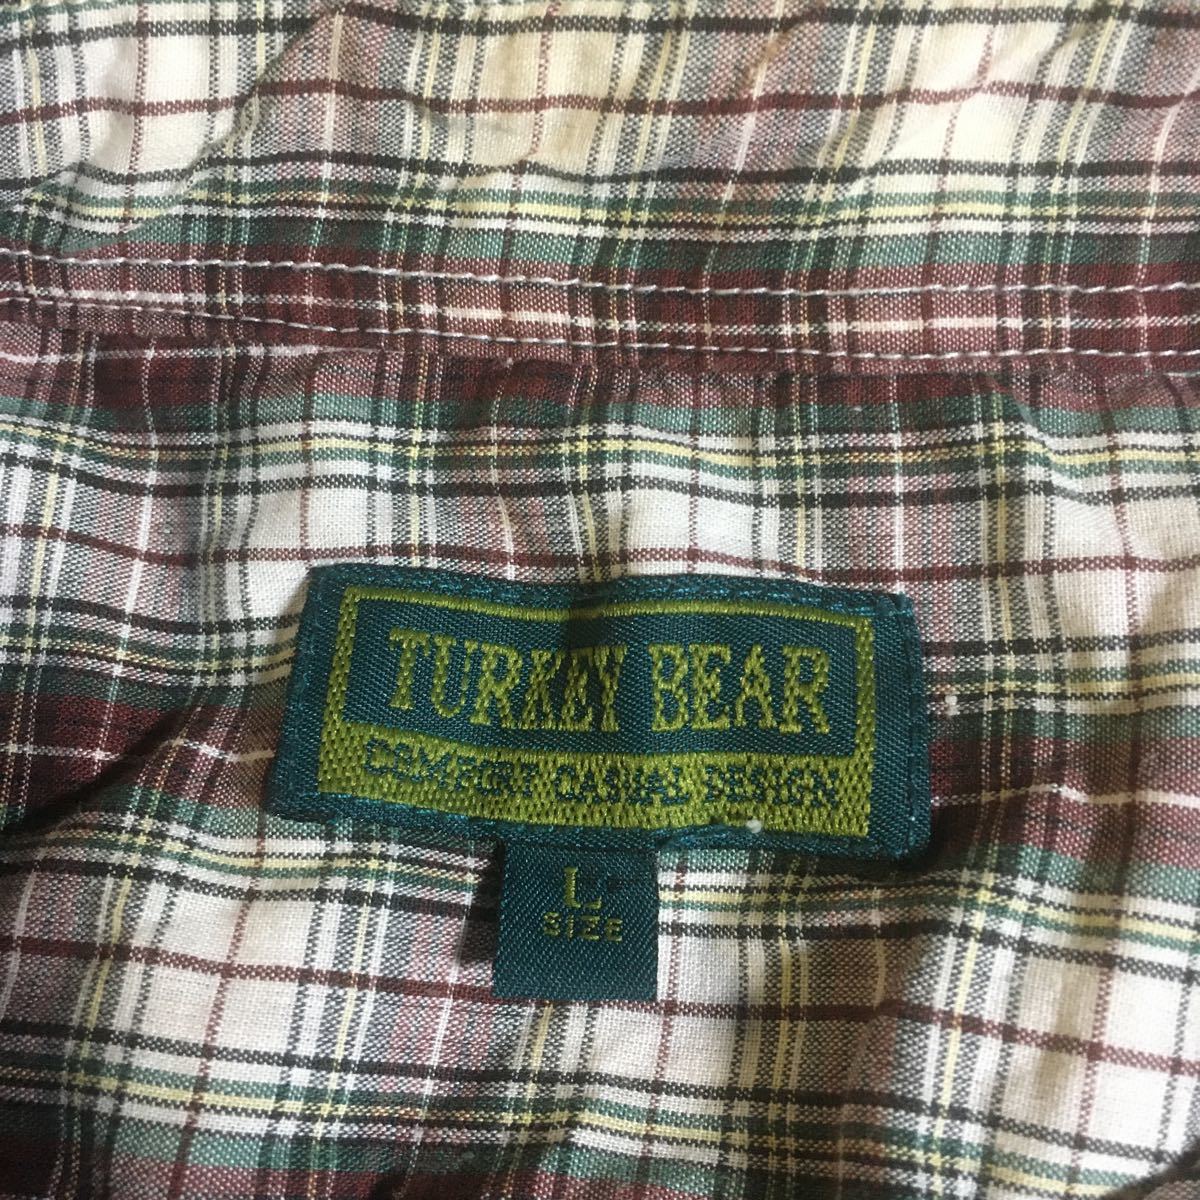 TURKEY BEAR
COMFORT CASUAL DESIGN
L
SIZE